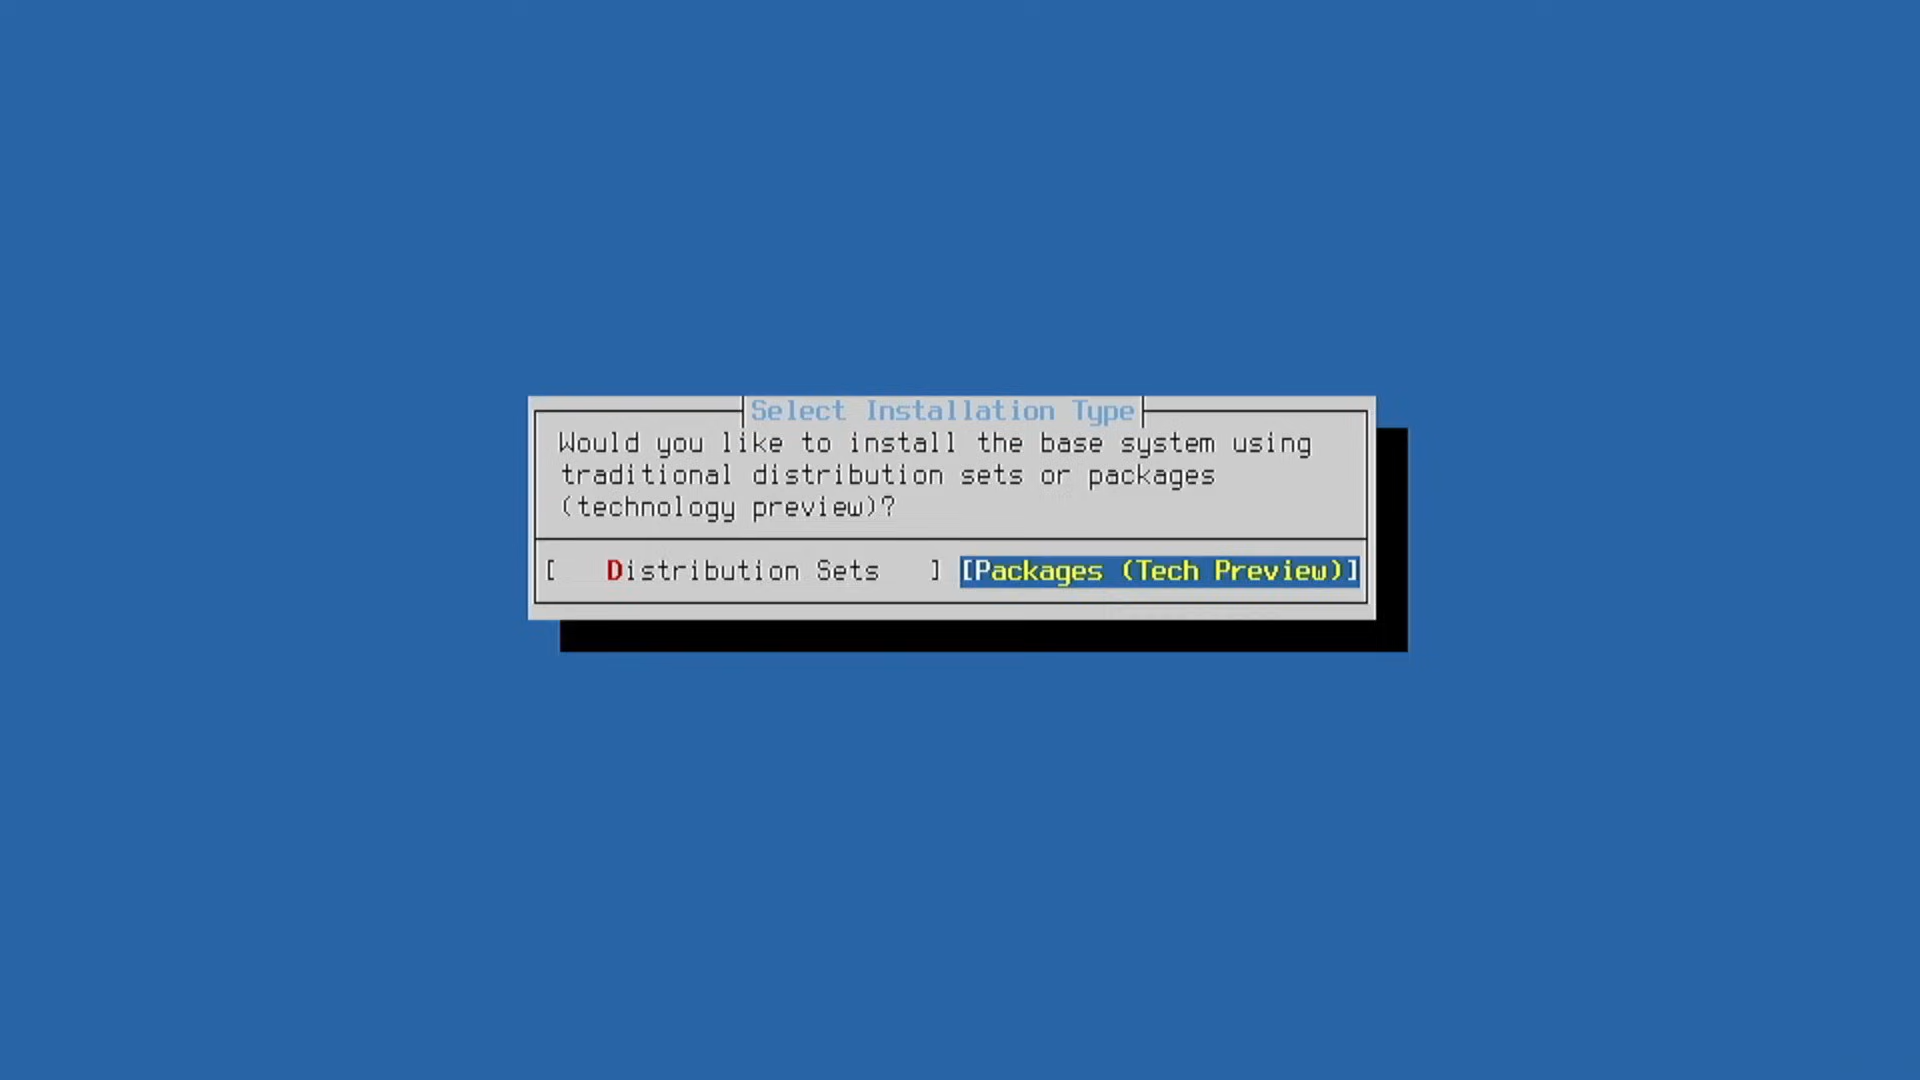 Select Installation Type
Would you like to install the base system using
traditional distribution sets or packages
(technology preview)?
[ Distribution Sets ] [Packages (Tech Preview)]